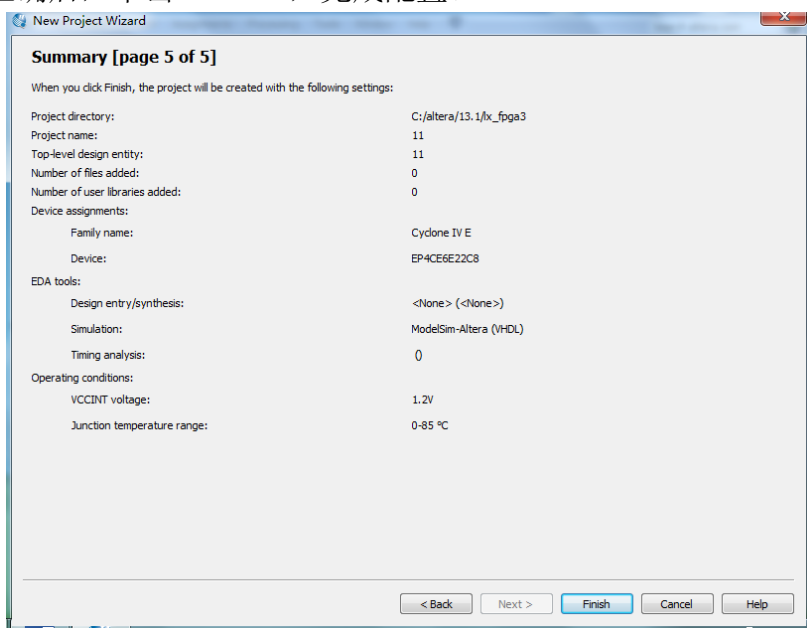 New Project Wizard
Summary [page 5 of 5]
When you click Finish, the project will be created with the following settings:
Project directory: C:/altera/13.1/lx_fpga3
Project name: 11
Top-level design entity: 11
Number of files added: 0
Number of user libraries added: 0
Device assignments:
Family name: Cyclone IV E
Device: EP4CE6E22C8
EDA tools:
Design entry/synthesis: <None> (<None>)
Simulation: ModelSim-Altera (VHDL)
Timing analysis: ()
Operating conditions:
VCCINT voltage: 1.2V
Junction temperature range: 0-85 ºC
< Back Next > Finish Cancel Help